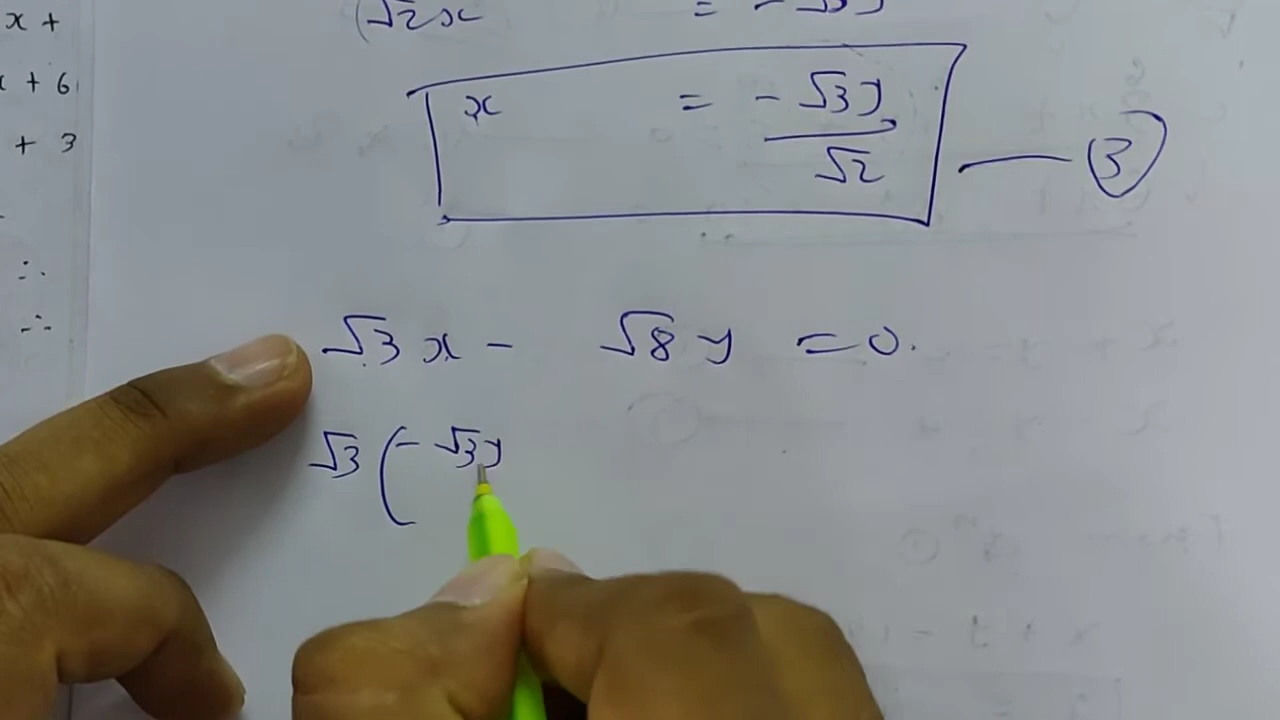 x +
√2x = - √3y
x + 6
x = - √3y / √2 —— 3
+ 3
∴
√3x - √8y = 0.
∴
√3 ( - √3y